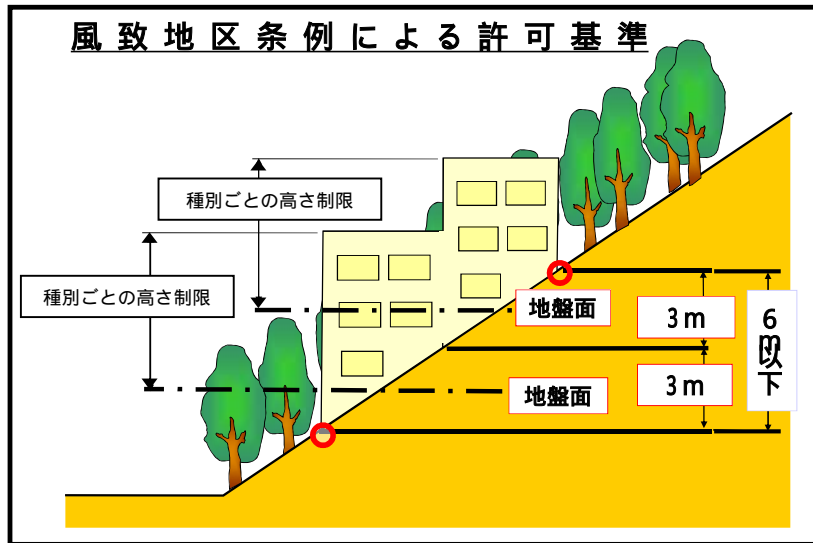 風致地区条例による許可基準
種別ごとの高さ制限
種別ごとの高さ制限
地盤面
3m
6m以下
3m
地盤面